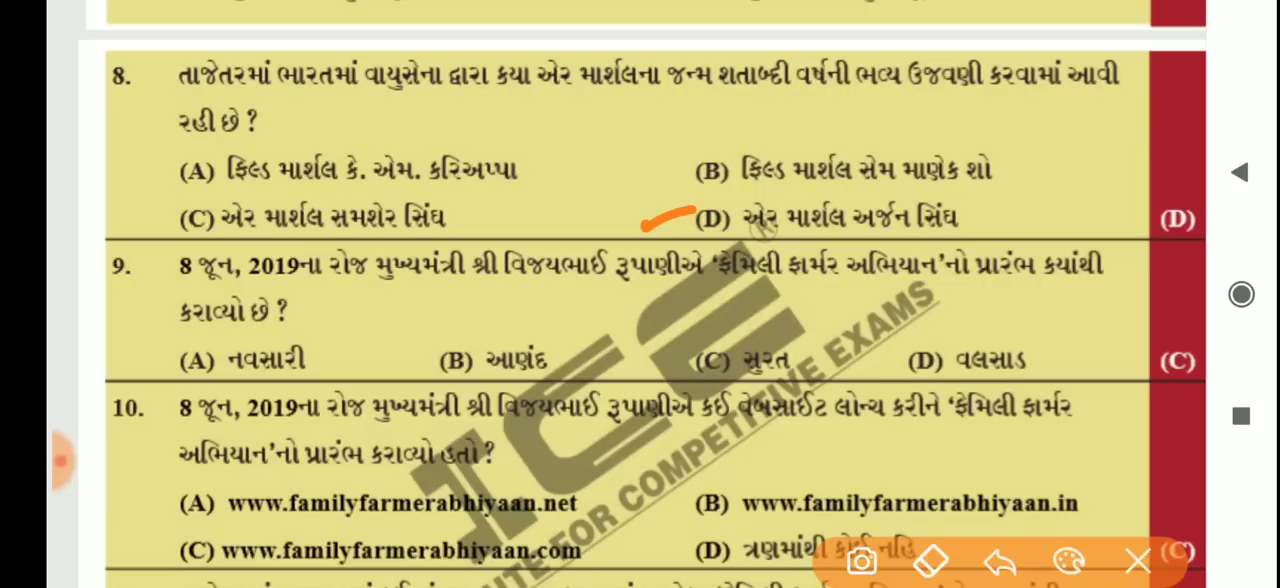 8. તાજેતરમાં ભારતમાં વાયુસેના દ્વારા કયા એર માર્શલના જન્મ શતાબ્દી વર્ષની ભવ્ય ઉજવણી કરવામાં આવી
રહી છે ?
(A) ફિલ્ડ માર્શલ કે. એમ. કરિઅપ્પા (B) ફિલ્ડ માર્શલ સેમ માણેક શો
(C) એર માર્શલ સમશેર સિંઘ (D) એર માર્શલ અર્જન સિંઘ (D)
9. 8 જૂન, 2019ના રોજ મુખ્યમંત્રી શ્રી વિજયભાઈ રૂપાણીએ 'ફેમિલી ફાર્મર અભિયાન'નો પ્રારંભ કયાંથી
કરાવ્યો છે ?
(A) નવસારી (B) આણંદ (C) સુરત (D) વલસાડ (C)
10. 8 જૂન, 2019ના રોજ મુખ્યમંત્રી શ્રી વિજયભાઈ રૂપાણીએ કઈ વેબસાઈટ લોન્ચ કરીને 'ફેમિલી ફાર્મર
અભિયાન'નો પ્રારંભ કરાવ્યો હતો ?
(A) www.familyfarmerabhiyaan.net (B) www.familyfarmerabhiyaan.in
(C) www.familyfarmerabhiyaan.com (D) ત્રણમાંથી કોઈ નહિ (C)
ICE ®
FOR COMPETITIVE EXAMS